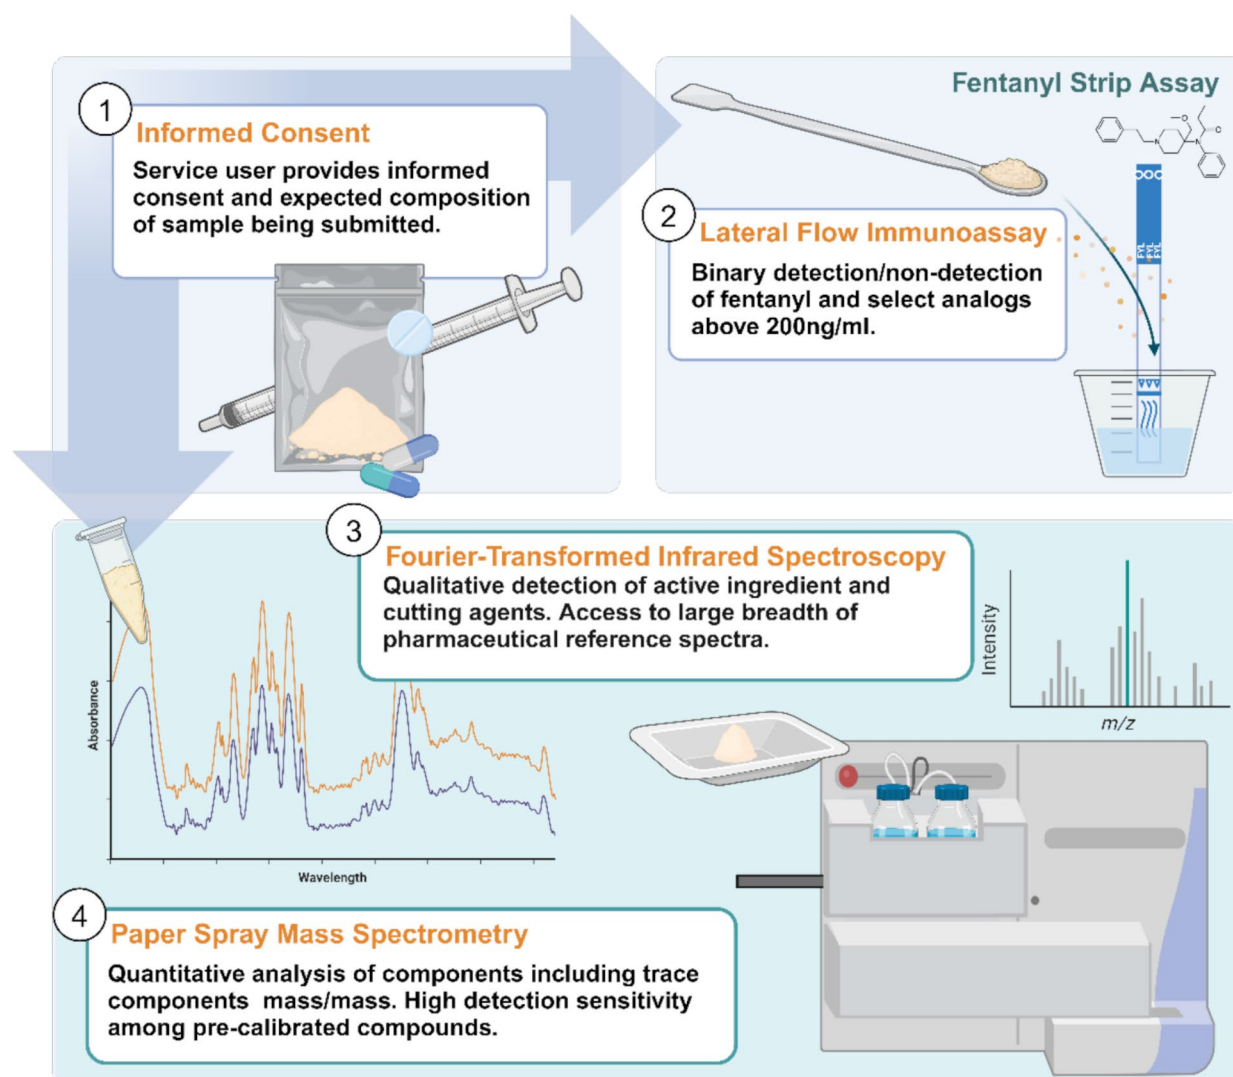 1
Informed Consent
Service user provides informed
consent and expected composition
of sample being submitted.
Fentanyl Strip Assay
O
N
N
O
2
Lateral Flow Immunoassay
Binary detection/non-detection
of fentanyl and select analogs
above 200ng/ml.
FYL FYL FYL
3
Fourier-Transformed Infrared Spectroscopy
Qualitative detection of active ingredient and
cutting agents. Access to large breadth of
pharmaceutical reference spectra.
Absorbance
Wavelength
Intensity
m/z
4
Paper Spray Mass Spectrometry
Quantitative analysis of components including trace
components mass/mass. High detection sensitivity
among pre-calibrated compounds.